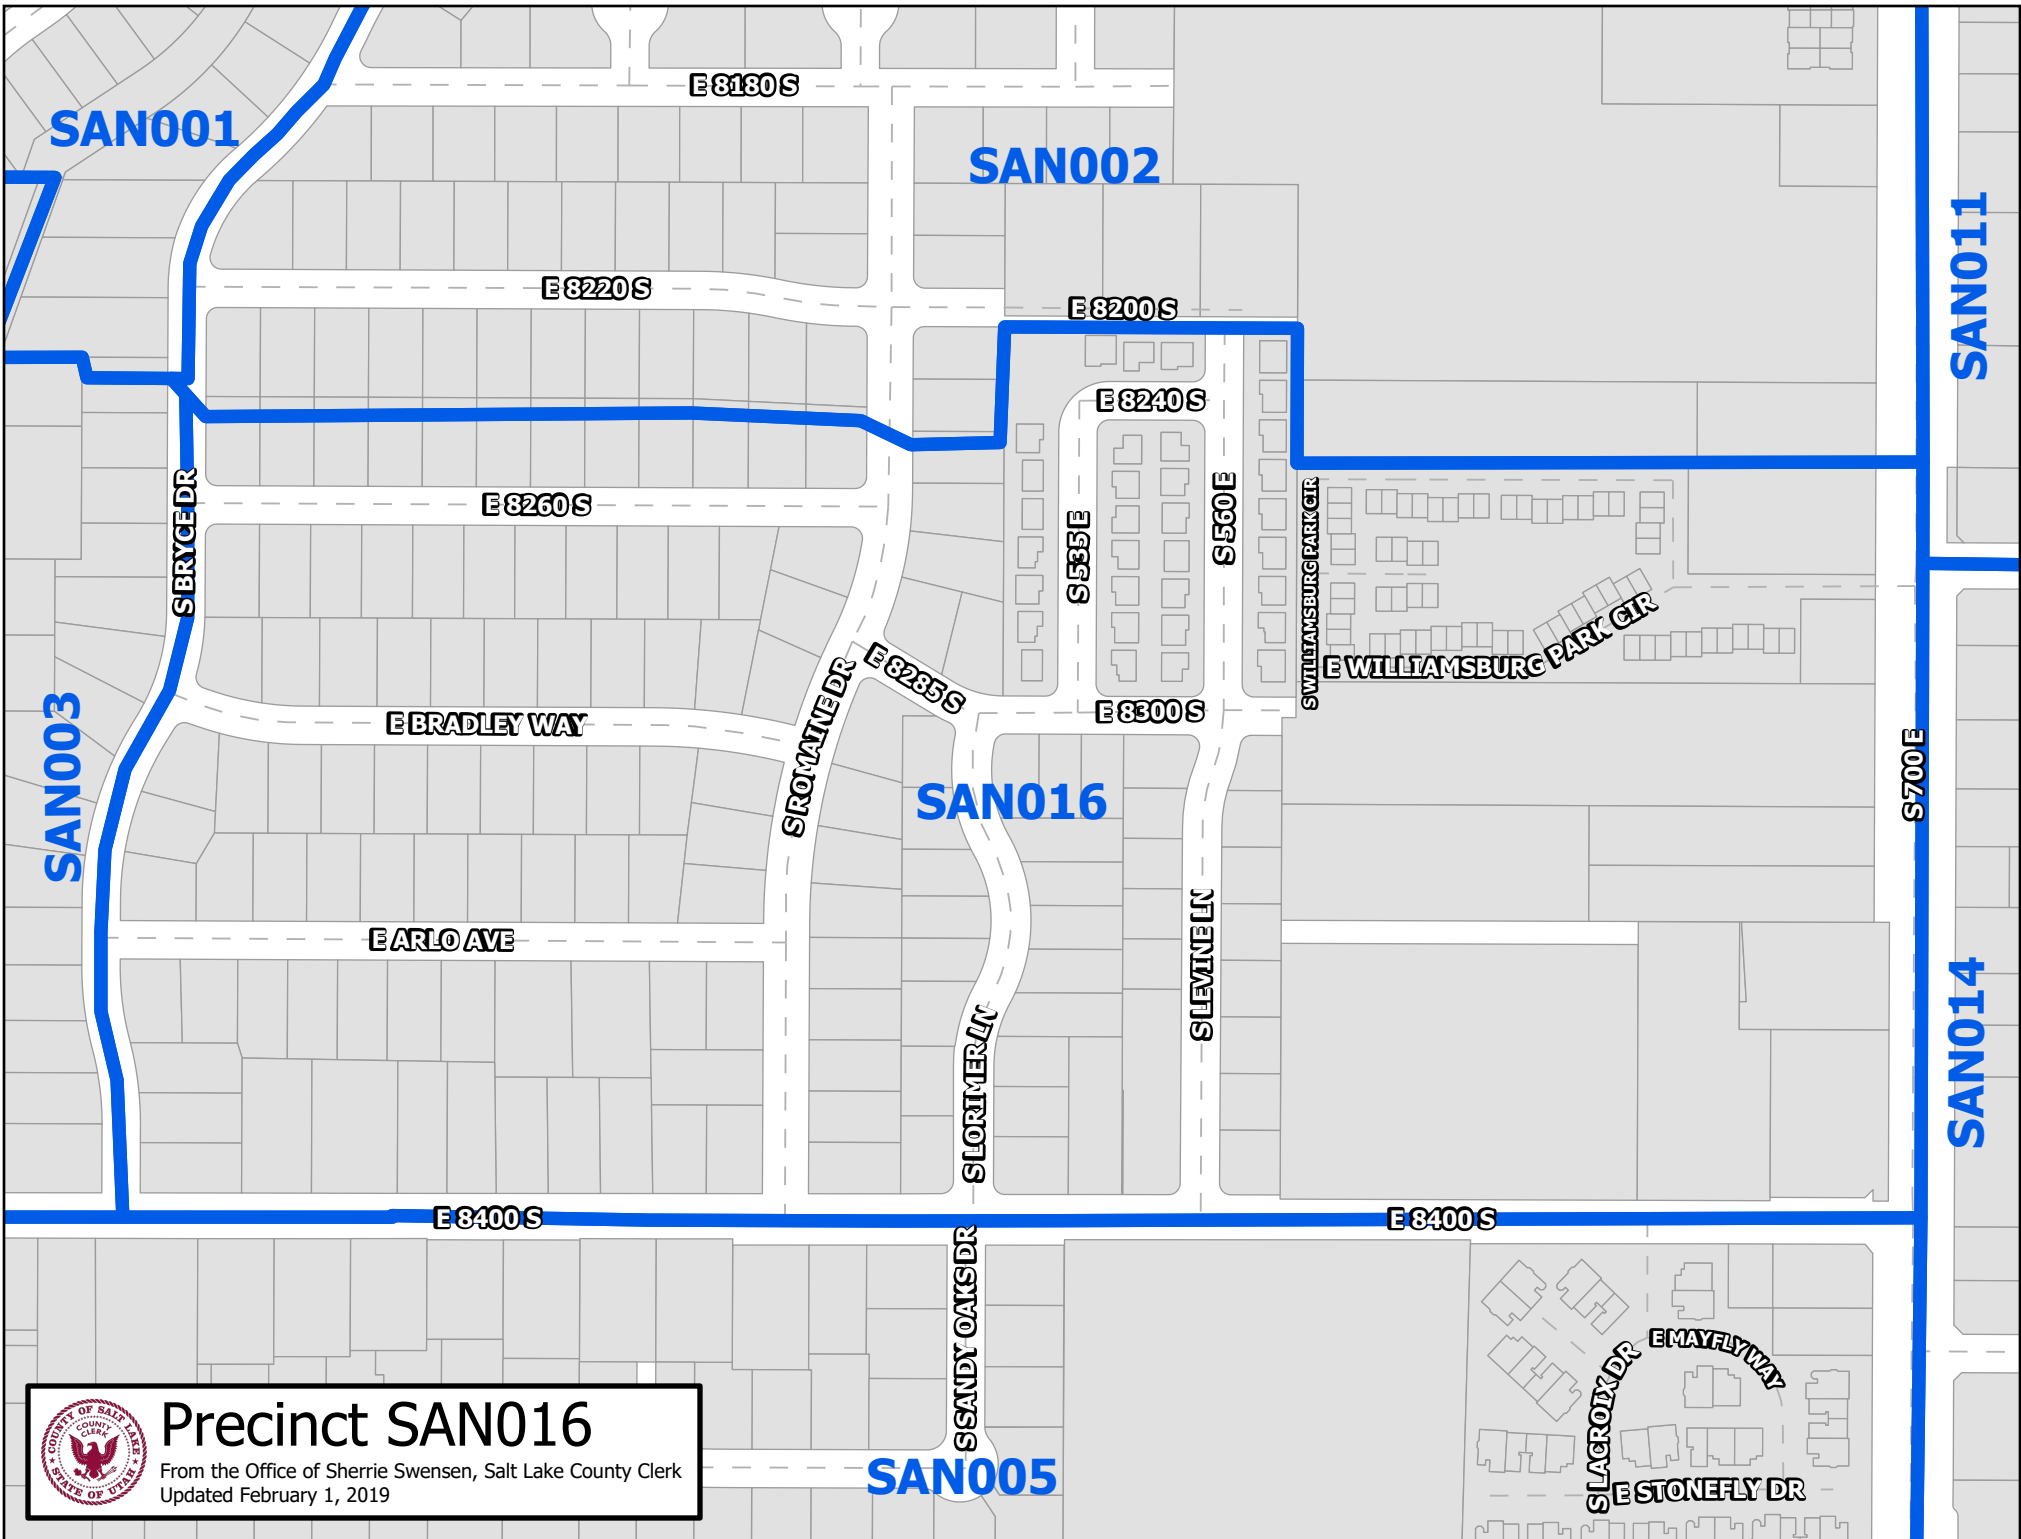 E 8180 S
SAN001
SAN002
SAN011
E 8220 S
E 8200 S
E 8240 S
S BRYCE DR
E 8260 S
S 535 E
S 560 E
S WILLIAMSBURG PARK CIR
E WILLIAMSBURG PARK CIR
E 8285 S
S ROMAINE DR
E BRADLEY WAY
E 8300 S
SAN003
SAN016
S 700 E
E ARLO AVE
S LEVINE LN
S LORIMER LN
SAN014
E 8400 S
E 8400 S
S SANDY OAKS DR
E MAYFLY WAY
S LACROIX DR
E STONEFLY DR
SAN005
COUNTY OF SALT LAKE
COUNTY
CLERK
STATE OF UTAH
Precinct SAN016
From the Office of Sherrie Swensen, Salt Lake County Clerk
Updated February 1, 2019